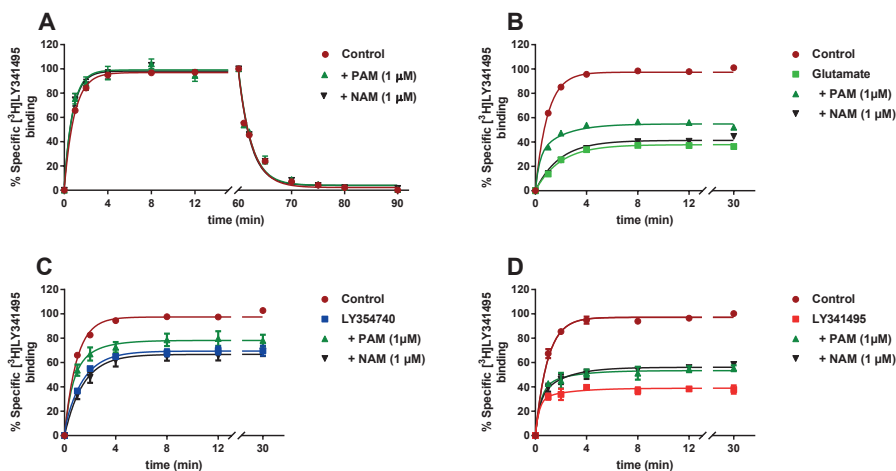 A
% Specific [³H]LY341495
binding
120
100
80
60
40
20
0
0 4 8 12 60 70 80 90
time (min)
Control
+ PAM (1 μM)
+ NAM (1 μM)
B
% Specific [³H]LY341495
binding
120
100
80
60
40
20
0
0 4 8 12 30
time (min)
Control
Glutamate
+ PAM (1μM)
+ NAM (1 μM)
C
% Specific [³H]LY341495
binding
120
100
80
60
40
20
0
0 4 8 12 30
time (min)
Control
LY354740
+ PAM (1μM)
+ NAM (1 μM)
D
% Specific [³H]LY341495
binding
120
100
80
60
40
20
0
0 4 8 12 30
time (min)
Control
LY341495
+ PAM (1μM)
+ NAM (1 μM)